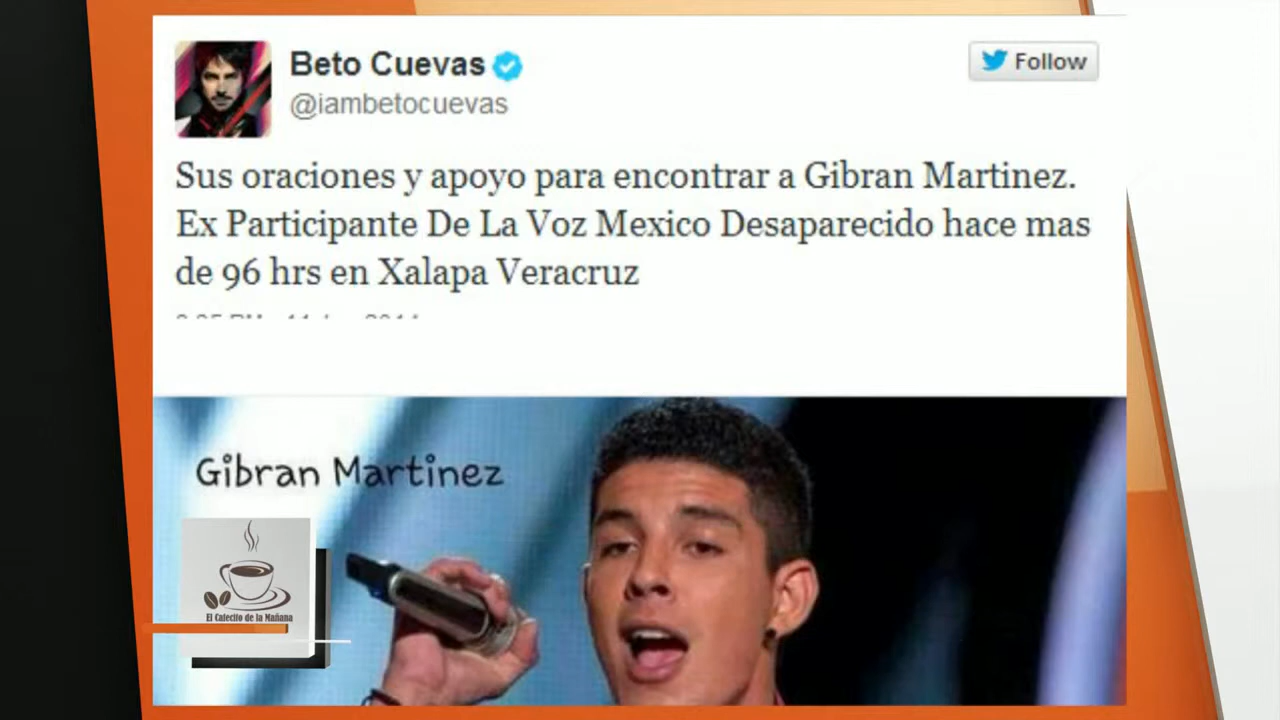 Beto Cuevas
Follow
@iambetocuevas
Sus oraciones y apoyo para encontrar a Gibran Martinez.
Ex Participante De La Voz Mexico Desaparecido hace mas
de 96 hrs en Xalapa Veracruz
Gibran Martinez
El Cafecito de la Mañana